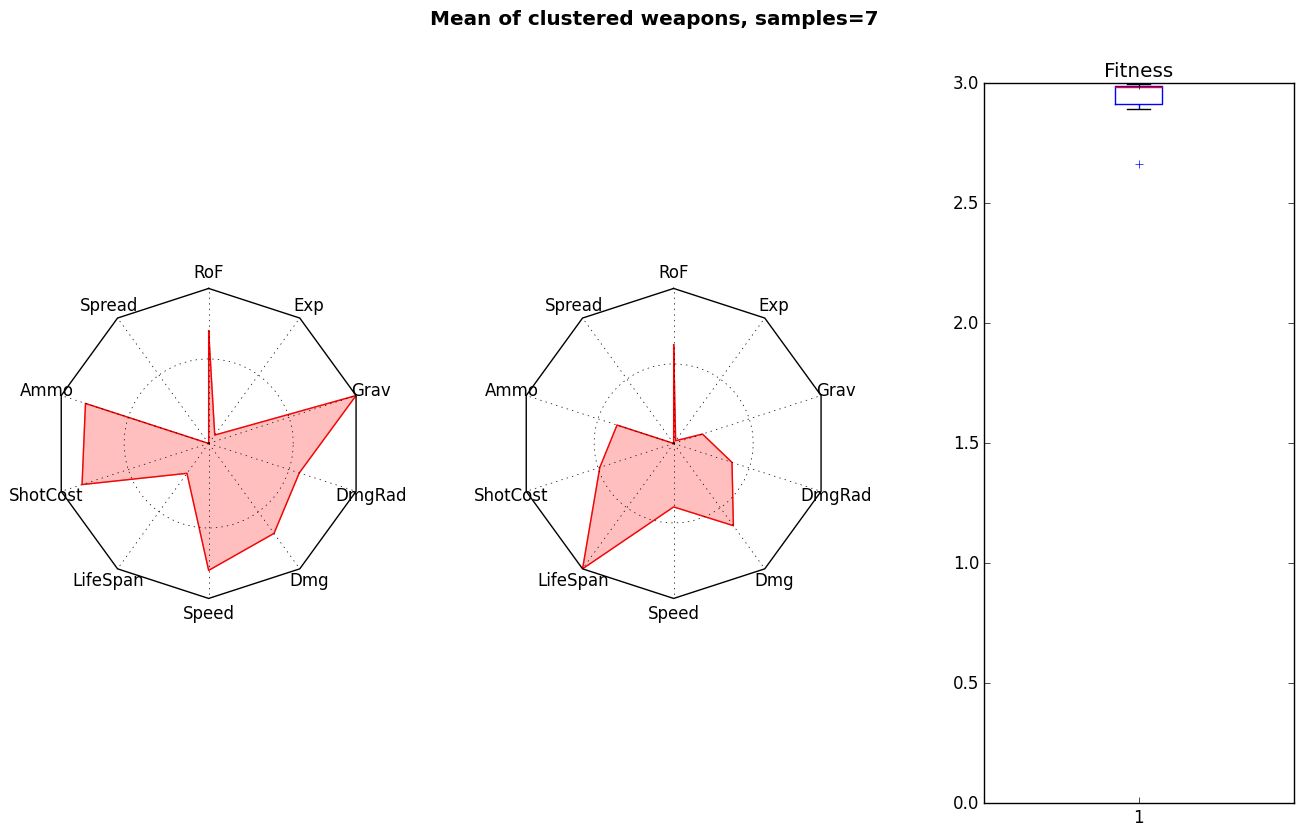 Mean of clustered weapons, samples=7
RoF
Exp
Grav
DmgRad
Dmg
Speed
LifeSpan
ShotCost
Ammo
Spread
RoF
Exp
Grav
DmgRad
Dmg
Speed
LifeSpan
ShotCost
Ammo
Spread
Fitness
3.0
2.5
2.0
1.5
1.0
0.5
0.0
1